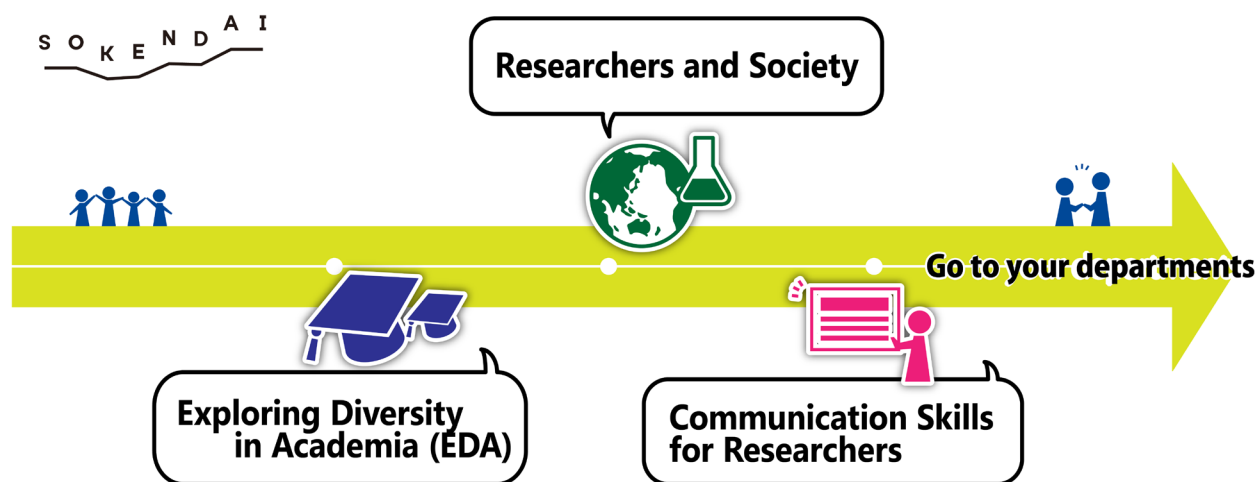 SOKENDAI
Researchers and Society
Go to your departments
Exploring Diversity
in Academia (EDA)
Communication Skills
for Researchers